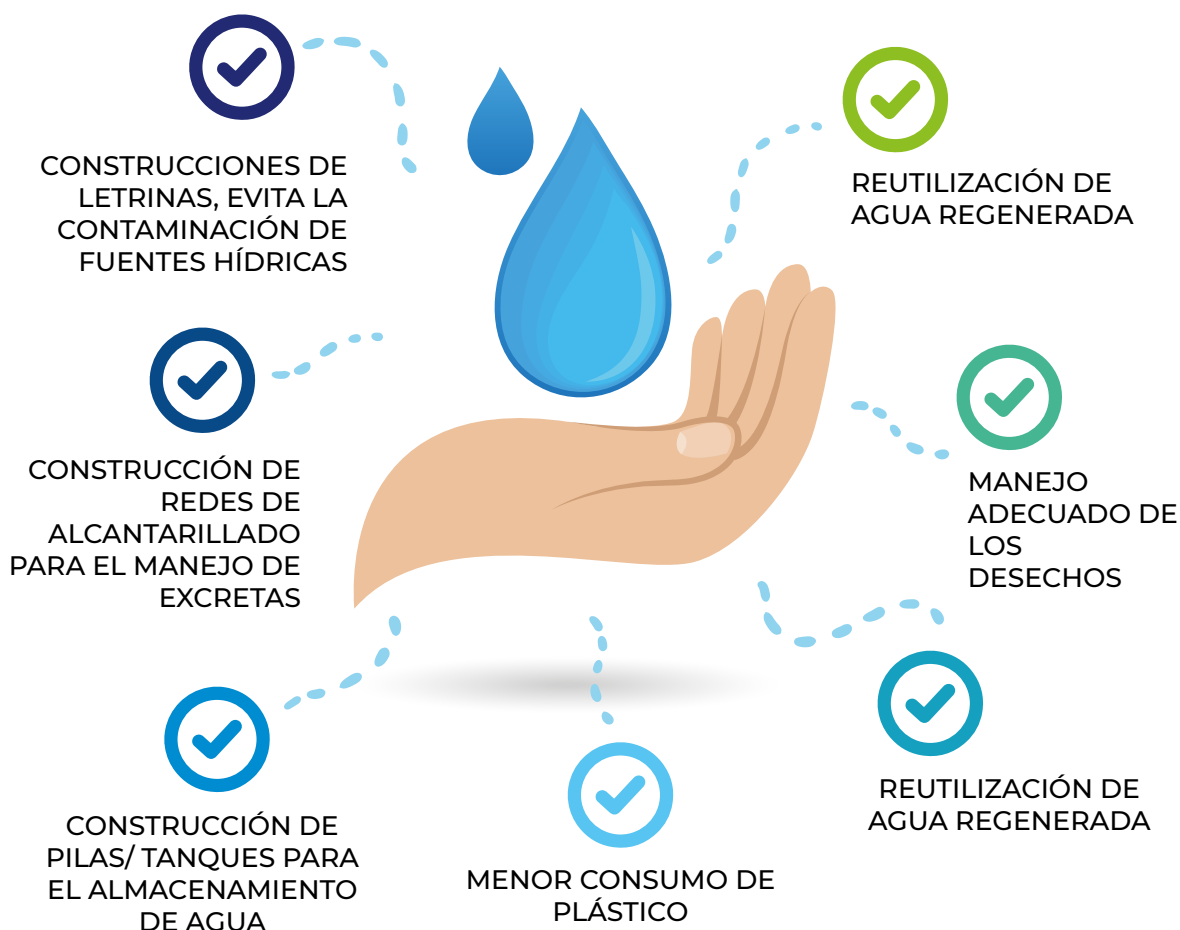 CONSTRUCCIONES DE
LETRINAS, EVITA LA
CONTAMINACIÓN DE
FUENTES HÍDRICAS
REUTILIZACIÓN DE
AGUA REGENERADA
CONSTRUCCIÓN DE
REDES DE
ALCANTARILLADO
PARA EL MANEJO DE
EXCRETAS
MANEJO
ADECUADO DE
LOS
DESECHOS
CONSTRUCCIÓN DE
PILAS/ TANQUES PARA
EL ALMACENAMIENTO
DE AGUA
MENOR CONSUMO DE
PLÁSTICO
REUTILIZACIÓN DE
AGUA REGENERADA